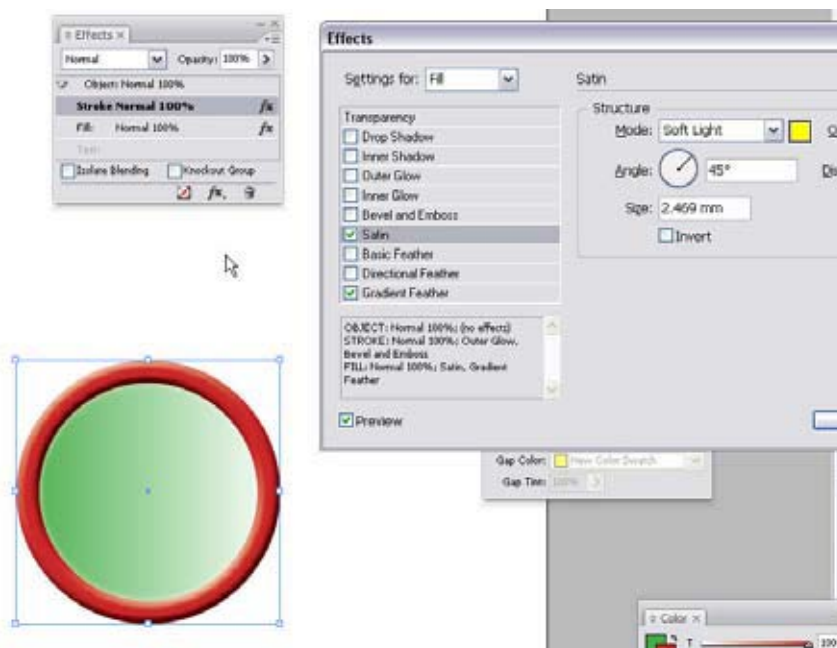 Effects
Normal Opacity: 100%
Object: Normal 100%
Stroke Normal 100% fx
Fill: Normal 100% fx
Text:
Isolate Blending Knockout Group
fx.
Effects
Settings for: Fill
Transparency
Drop Shadow
Inner Shadow
Outer Glow
Inner Glow
Bevel and Emboss
Satin
Basic Feather
Directional Feather
Gradient Feather
OBJECT: Normal 100%; (no effects)
STROKE: Normal 100%; Outer Glow,
Bevel and Emboss
FILL: Normal 100%; Satin, Gradient
Feather
Preview
Satin
Structure
Mode: Soft Light
Angle: 45°
Size: 2.469 mm
Invert
Gap Color: New Color Swatch
Gap Tint: 100%
Color
T 100